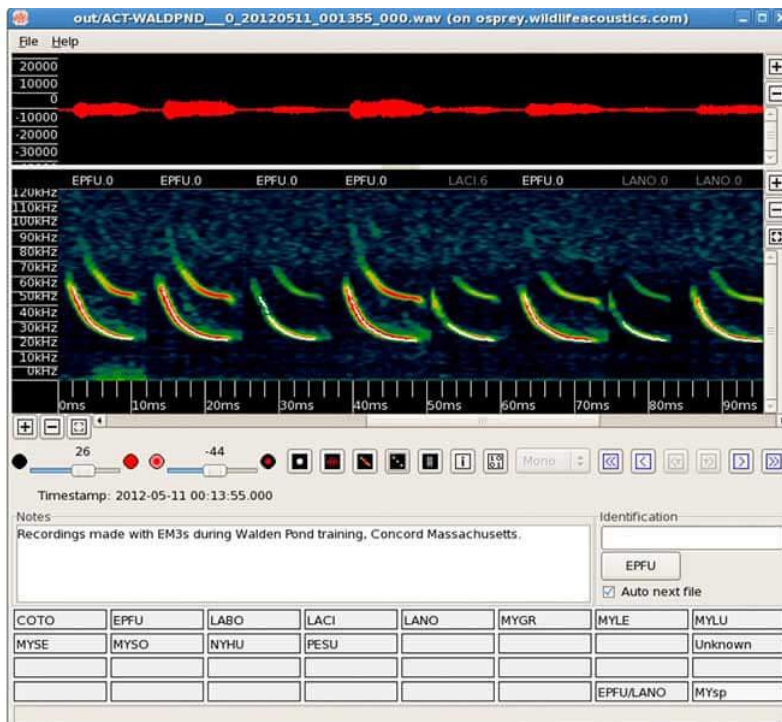 out/ACT-WALDPND___0_20120511_001355_000.wav (on osprey.wildlifeacoustics.com)
File Help
20000
10000
0
-10000
-20000
-30000
EPFU.0 EPFU.0 EPFU.0 EPFU.0 LACI.6 EPFU.0 LANO.0 LANO.0
120kHz
110kHz
100kHz
90kHz
80kHz
70kHz
60kHz
50kHz
40kHz
30kHz
20kHz
10kHz
0kHz
0ms 10ms 20ms 30ms 40ms 50ms 60ms 70ms 80ms 90ms
26 -44 Mono
Timestamp: 2012-05-11 00:13:55.000
Notes
Recordings made with EM3s during Walden Pond training, Concord Massachusetts.
Identification
EPFU
Auto next file
COTO EPFU LABO LACI LANO MYGR MYLE MYLU
MYSE MYSO NYHU PESU Unknown
EPFU/LANO MYsp